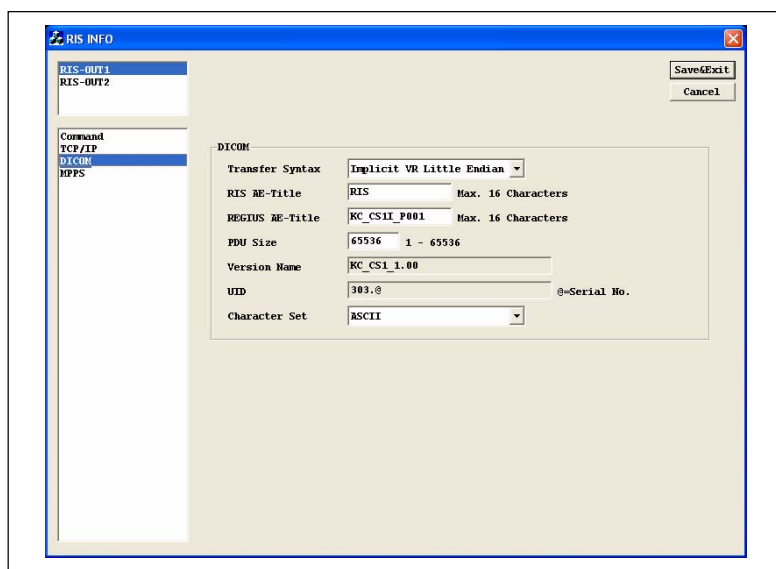 RIS INFO
RIS-OUT1
RIS-OUT2
Save&Exit
Cancel
Command
TCP/IP
DICOM
MPPS
DICOM
Transfer Syntax Implicit VR Little Endian
RIS AE-Title RIS Max. 16 Characters
REGIUS AE-Title KC_CS1I_P001 Max. 16 Characters
PDU Size 65536 1 - 65536
Version Name KC_CS1_1.00
UID 303.@ @=Serial No.
Character Set ASCII